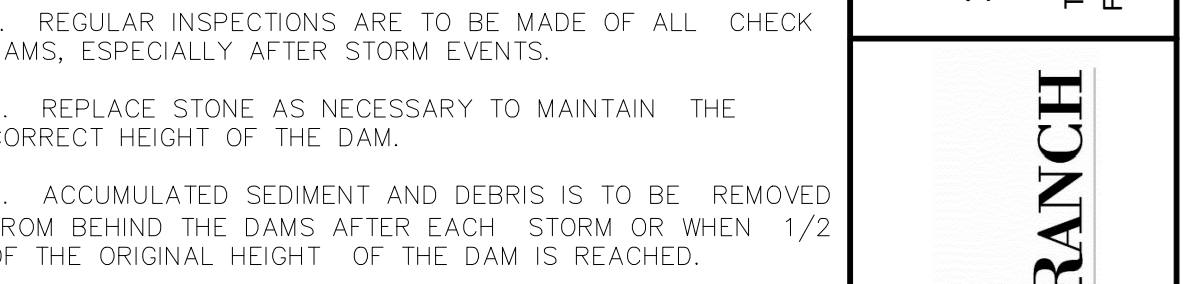 . REGULAR INSPECTIONS ARE TO BE MADE OF ALL CHECK
AMS, ESPECIALLY AFTER STORM EVENTS.
. REPLACE STONE AS NECESSARY TO MAINTAIN THE
CORRECT HEIGHT OF THE DAM.
. ACCUMULATED SEDIMENT AND DEBRIS IS TO BE REMOVED
ROM BEHIND THE DAMS AFTER EACH STORM OR WHEN 1/2
OF THE ORIGINAL HEIGHT OF THE DAM IS REACHED.
RANCH